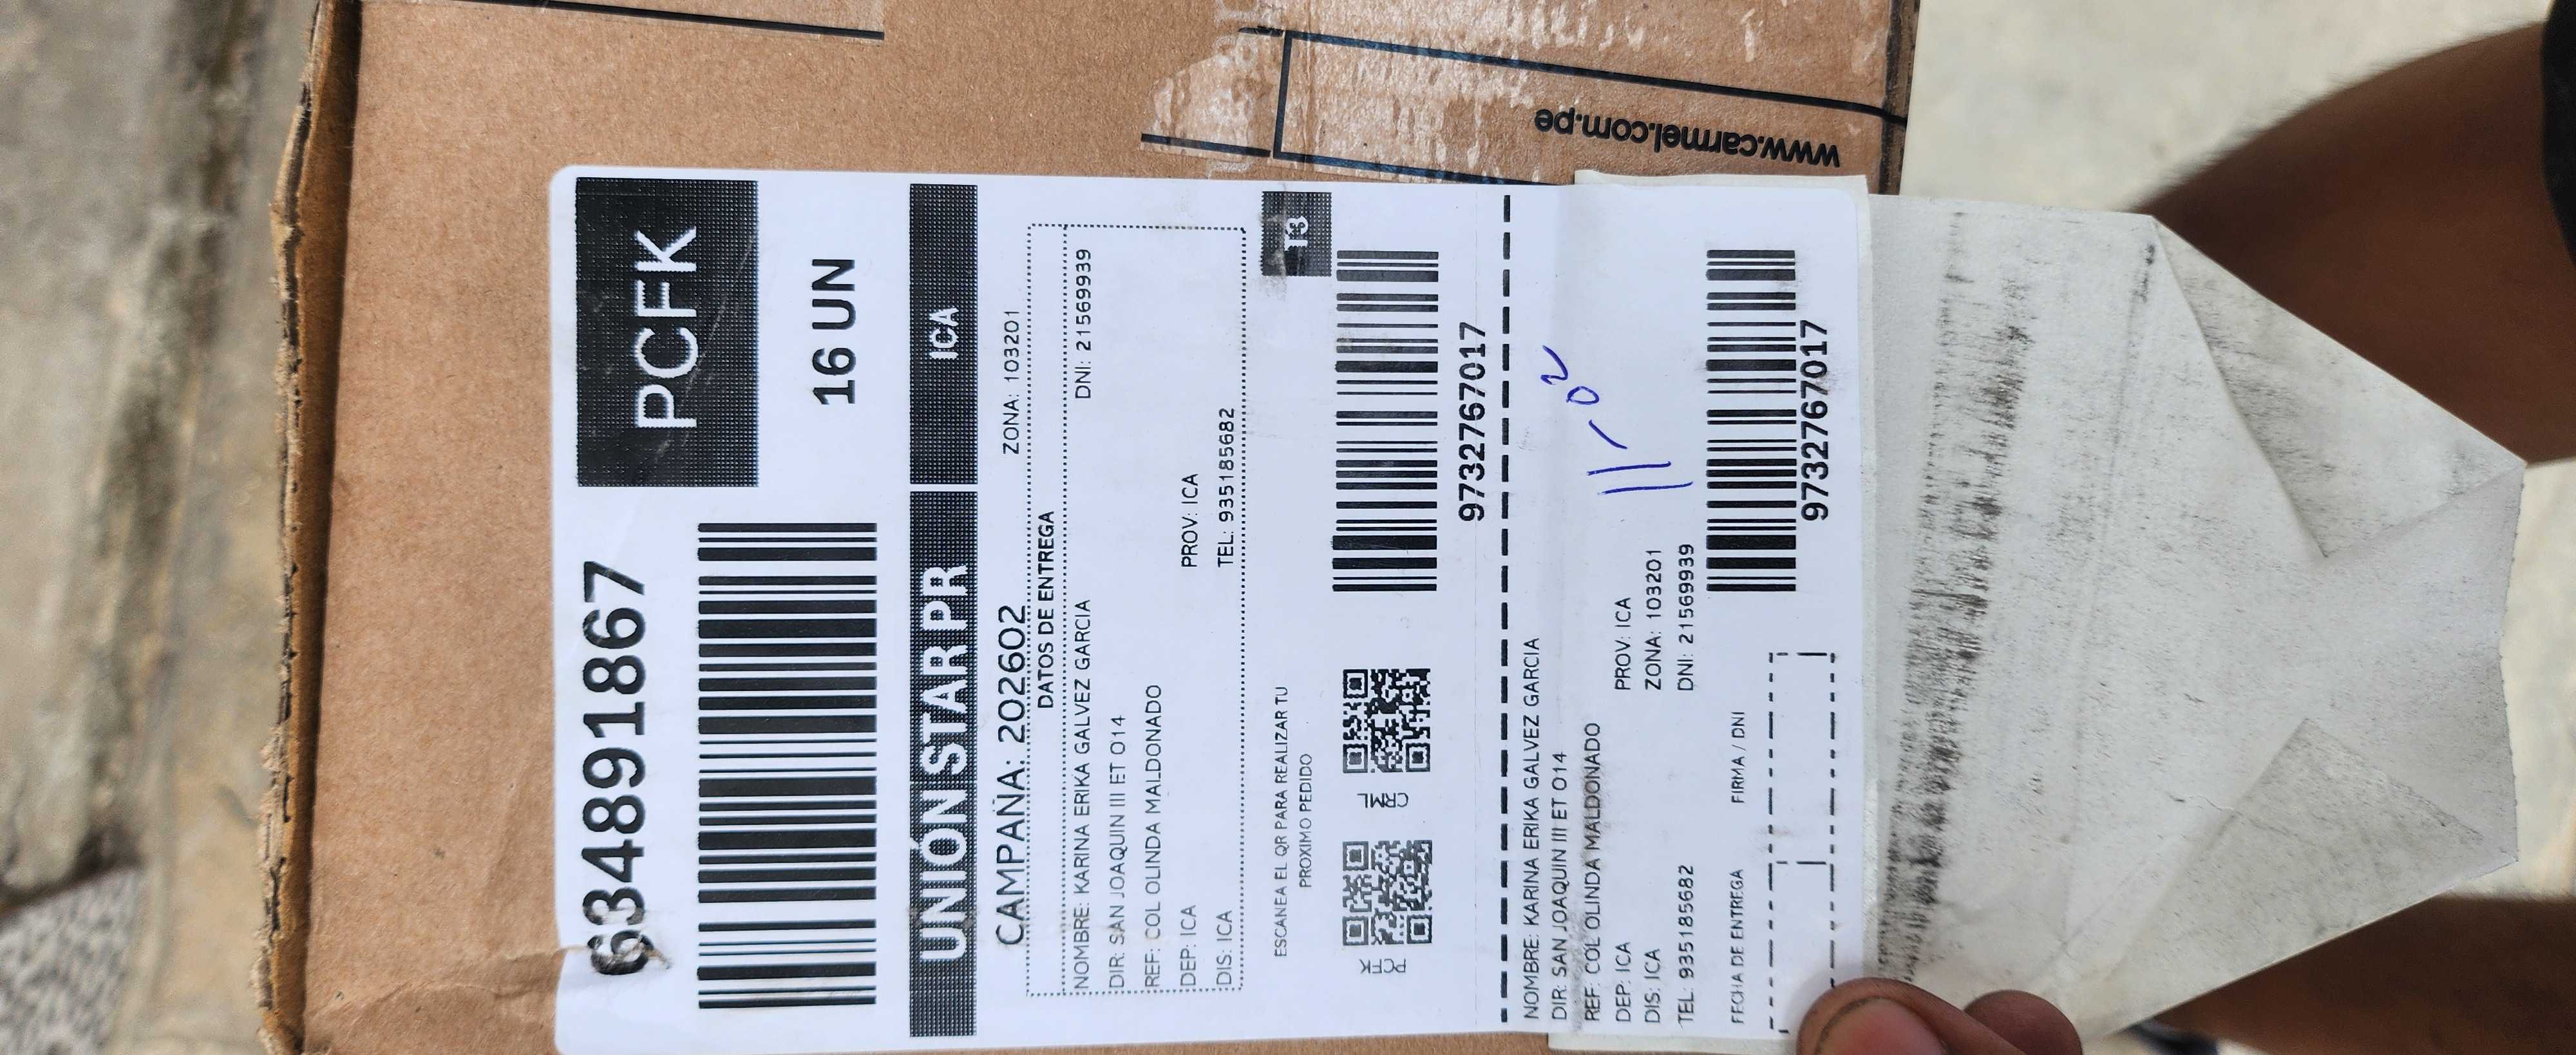 6348918677
PCFK
16 UN
UNIÓN STAR PR
ICA
CAMPAÑA: 202602
ZONA: 103201
DATOS DE ENTREGA
NOMBRE: KARINA ERIKA GALVEZ GARCIA
DNI: 21569939
DIR: SAN JOAQUIN III ET O14
REF: COL OLINDA MALDONADO
DEP: ICA
PROV: ICA
DIS: ICA
TEL: 935185682
T3
ESCANEA EL QR PARA REALIZAR TU
PROXIMO PEDIDO
PCFK
CRML
9732767017
NOMBRE: KARINA ERIKA GALVEZ GARCIA
DIR: SAN JOAQUIN III ET O14
REF: COL OLINDA MALDONADO
DEP: ICA
PROV: ICA
DIS: ICA
ZONA: 103201
TEL: 935185682
DNI: 21569939
11-02
FECHA DE ENTREGA
FIRMA / DNI
9732767017
www.carmel.com.pe